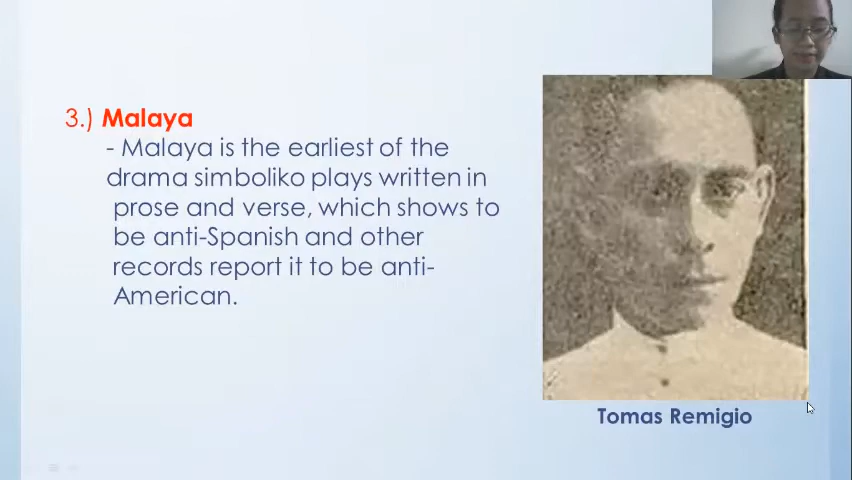 3.) Malaya
- Malaya is the earliest of the
drama simboliko plays written in
prose and verse, which shows to
be anti-Spanish and other
records report it to be anti-
American.
Tomas Remigio